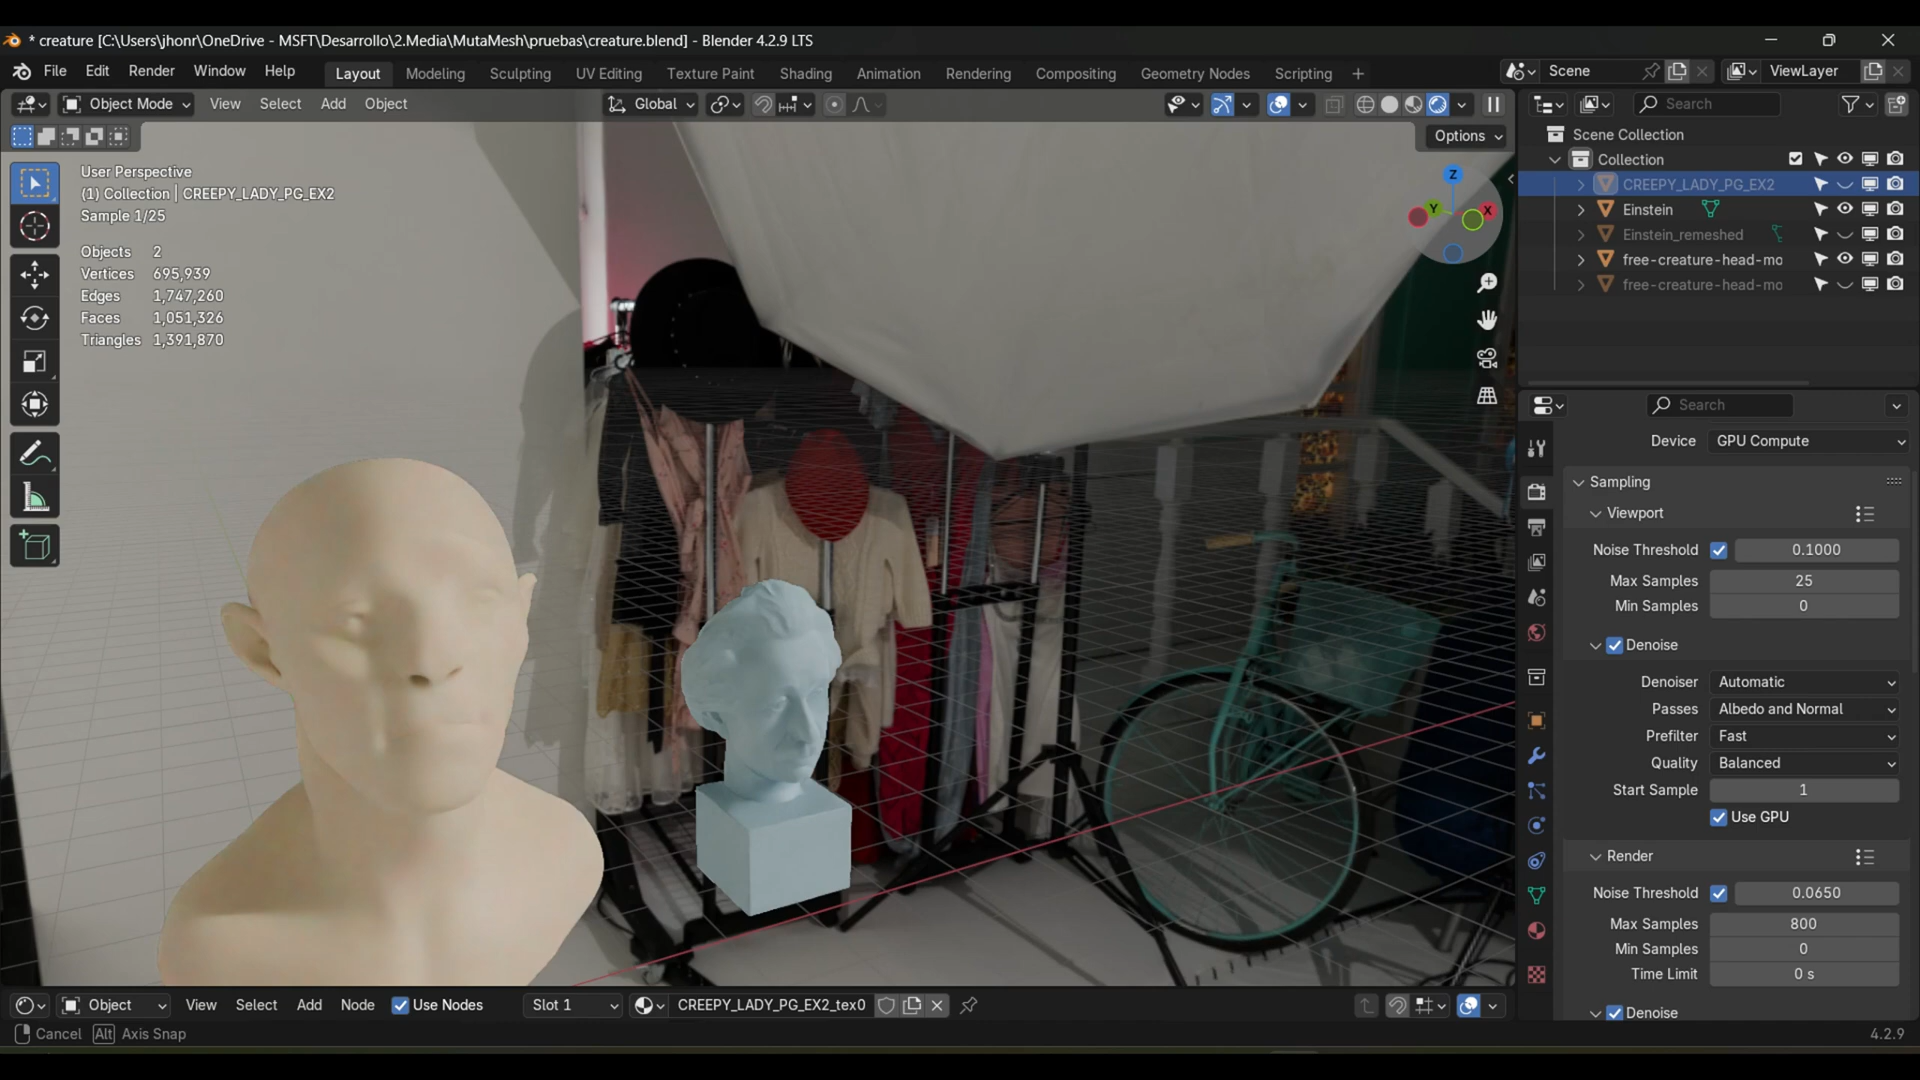 * creature [C:\Users\jhonr\OneDrive - MSFT\Desarrollo\2.Media\MutaMesh\pruebas\creature.blend] - Blender 4.2.9 LTS
File Edit Render Window Help Layout Modeling Sculpting UV Editing Texture Paint Shading Animation Rendering Compositing Geometry Nodes Scripting + Scene ViewLayer
Object Mode View Select Add Object Global Search
Options
User Perspective
(1) Collection | CREEPY_LADY_PG_EX2
Sample 1/25
Objects 2
Vertices 695,939
Edges 1,747,260
Faces 1,051,326
Triangles 1,391,870
Z
Y X
Scene Collection
Collection
CREEPY_LADY_PG_EX2
Einstein
Einstein_remeshed
free-creature-head-mo
free-creature-head-mo
Search
Device GPU Compute
Sampling
Viewport
Noise Threshold 0.1000
Max Samples 25
Min Samples 0
Denoise
Denoiser Automatic
Passes Albedo and Normal
Prefilter Fast
Quality Balanced
Start Sample 1
Use GPU
Render
Noise Threshold 0.0650
Max Samples 800
Min Samples 0
Time Limit 0 s
Denoise
Object View Select Add Node Use Nodes Slot 1 CREEPY_LADY_PG_EX2_tex0
Cancel Alt Axis Snap 4.2.9